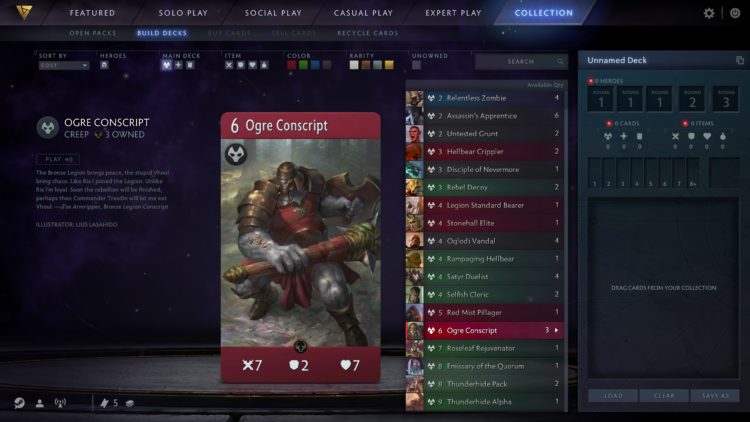 FEATURED SOLO PLAY SOCIAL PLAY CASUAL PLAY EXPERT PLAY COLLECTION
OPEN PACKS BUILD DECKS BUY CARDS SELL CARDS RECYCLE CARDS
SORT BY HEROES MAIN DECK ITEM COLOR RARITY UNOWNED
COST
SEARCH
Available Qty
OGRE CONSCRIPT
CREEP 3 OWNED
PLAY
The Bronze Legion brings peace, the stupid Vhoul
bring chaos. Like Rix! joined the Legion. Unlike
Rix I'm loyal. Soon the rebellion will be finished,
perhaps then Commander Treadin will let me eat
Vhoul. —Jax Armripper, Bronze Legion Conscript
ILLUSTRATOR: LIUS LASAHIDO
6 Ogre Conscript
7 2 7
2 Relentless Zombie 4
2 Assassin's Apprentice 6
2 Untested Grunt 2
3 Hellbear Crippler 2
3 Disciple of Nevermore 1
3 Rebel Decoy 2
4 Legion Standard Bearer 1
4 Stonehall Elite 1
4 Oglodi Vandal 4
4 Rampaging Hellbear 1
4 Satyr Duelist 4
4 Selfish Cleric 2
5 Red Mist Pillager 1
6 Ogre Conscript 3
7 Roseleaf Rejuvenator 1
8 Emissary of the Quorum 1
8 Thunderhide Pack 2
9 Thunderhide Alpha 1
Unnamed Deck
0 HEROES
ROUND ROUND ROUND ROUND ROUND
1 1 1 2 3
0 CARDS 0 ITEMS
0 0 0 0 0 0 0
1 2 3 4 5 6 7 8+
DRAG CARDS FROM YOUR COLLECTION
LOAD CLEAR SAVE AS
5